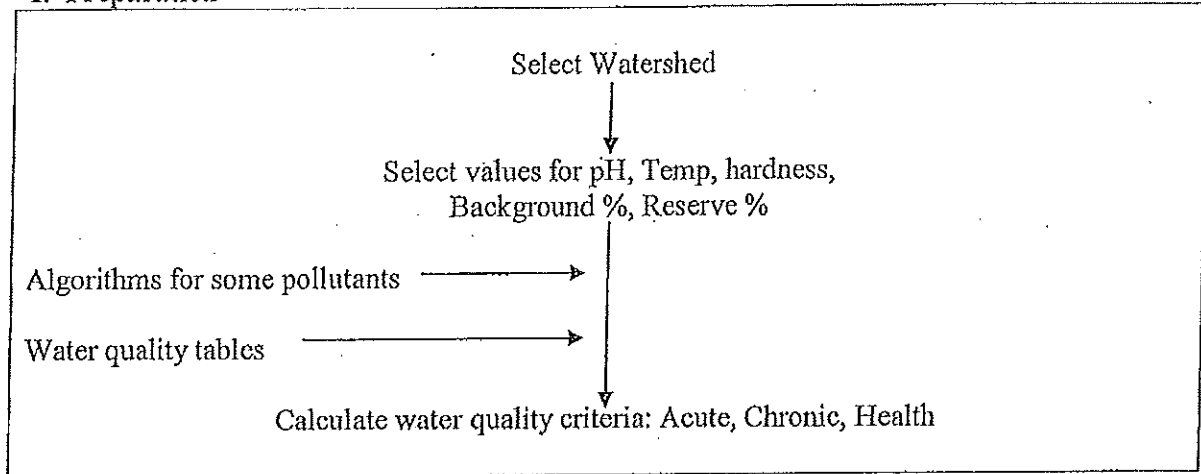 Select Watershed
Select values for pH, Temp, hardness,
Background %, Reserve %
Algorithms for some pollutants
Water quality tables
Calculate water quality criteria: Acute, Chronic, Health